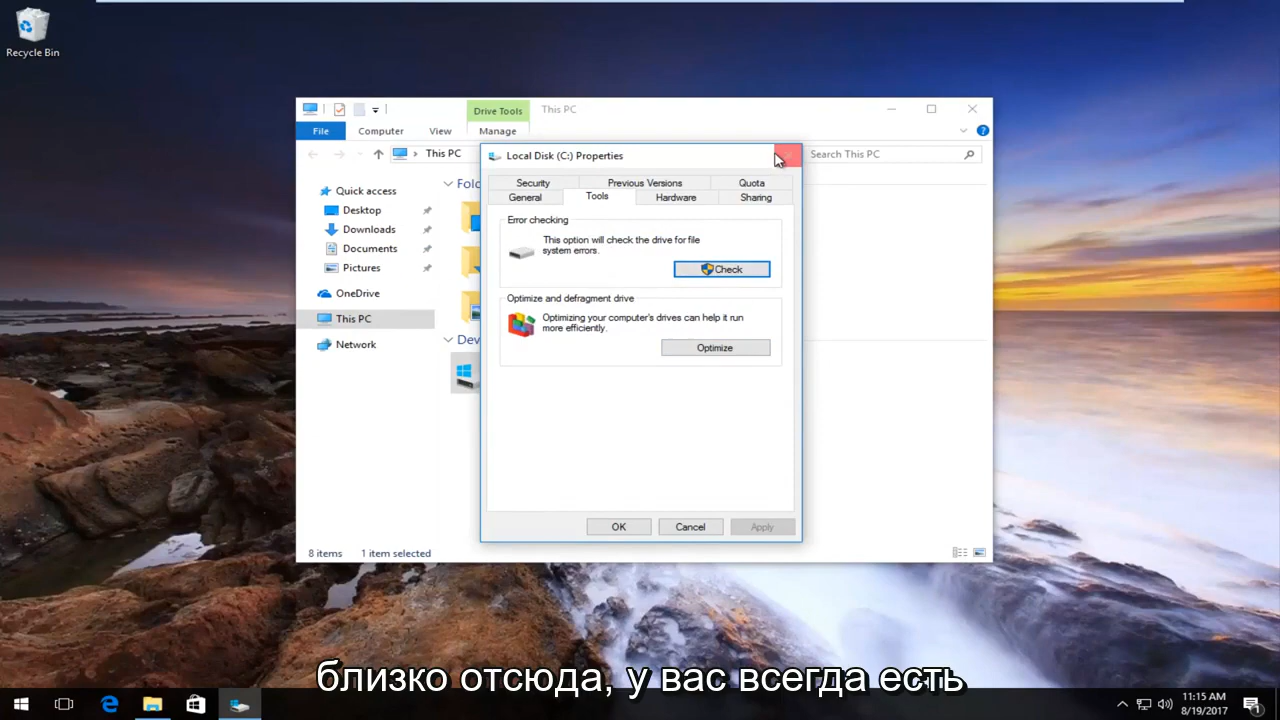 Recycle Bin
Drive Tools
This PC
File
Computer
View
Manage
This PC
Search This PC
Quick access
Desktop
Downloads
Documents
Pictures
OneDrive
This PC
Network
Local Disk (C:) Properties
Security
Previous Versions
Quota
General
Tools
Hardware
Sharing
Error checking
This option will check the drive for file
system errors.
Check
Optimize and defragment drive
Optimizing your computer's drives can help it run
more efficiently.
Optimize
OK
Cancel
Apply
8 items
1 item selected
близко отсюда, у вас всегда есть
11:15 AM
8/19/2017